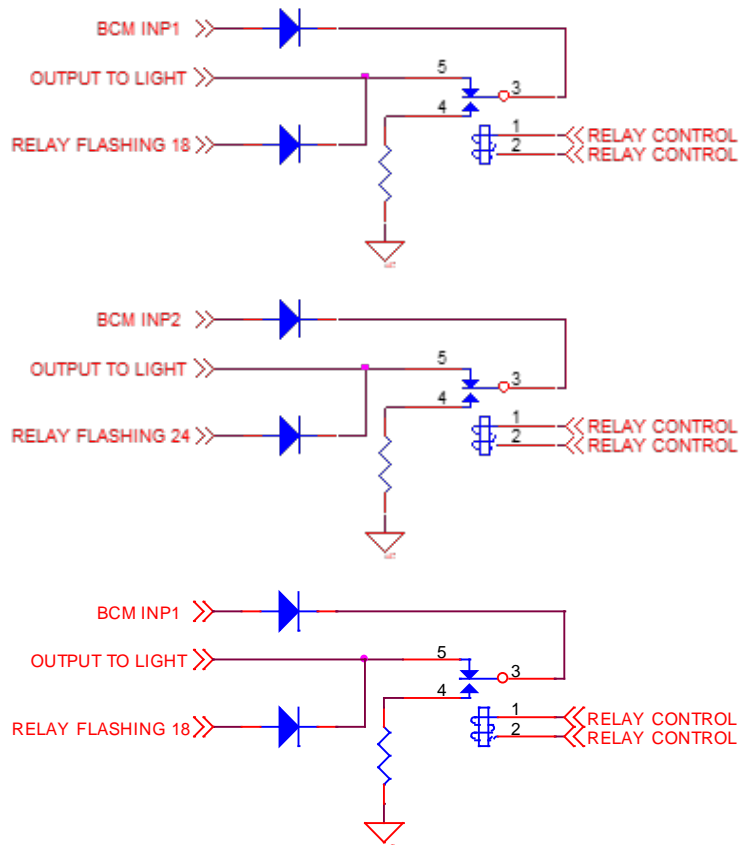 BCM INP1
OUTPUT TO LIGHT
5
3
4
RELAY FLASHING 18
1
RELAY CONTROL
2
RELAY CONTROL
BCM INP2
OUTPUT TO LIGHT
5
3
4
RELAY FLASHING 24
1
RELAY CONTROL
2
RELAY CONTROL
BCM INP1
OUTPUT TO LIGHT
5
3
4
RELAY FLASHING 18
1
RELAY CONTROL
2
RELAY CONTROL